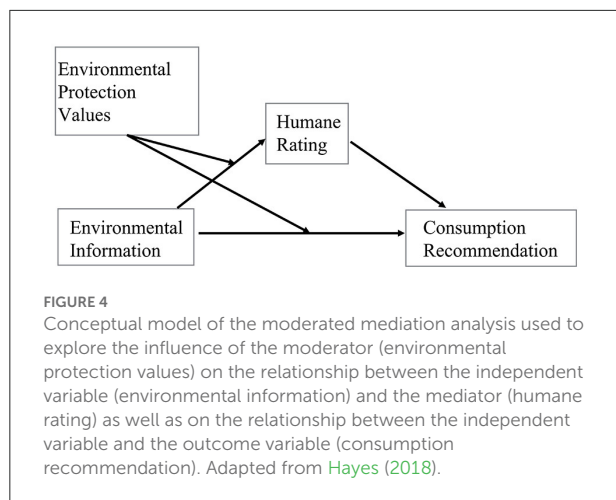 Environmental
Protection
Values
Humane
Rating
Environmental
Information
Consumption
Recommendation
FIGURE 4
Conceptual model of the moderated mediation analysis used to
explore the influence of the moderator (environmental
protection values) on the relationship between the independent
variable (environmental information) and the mediator (humane
rating) as well as on the relationship between the independent
variable and the outcome variable (consumption
recommendation). Adapted from Hayes (2018).